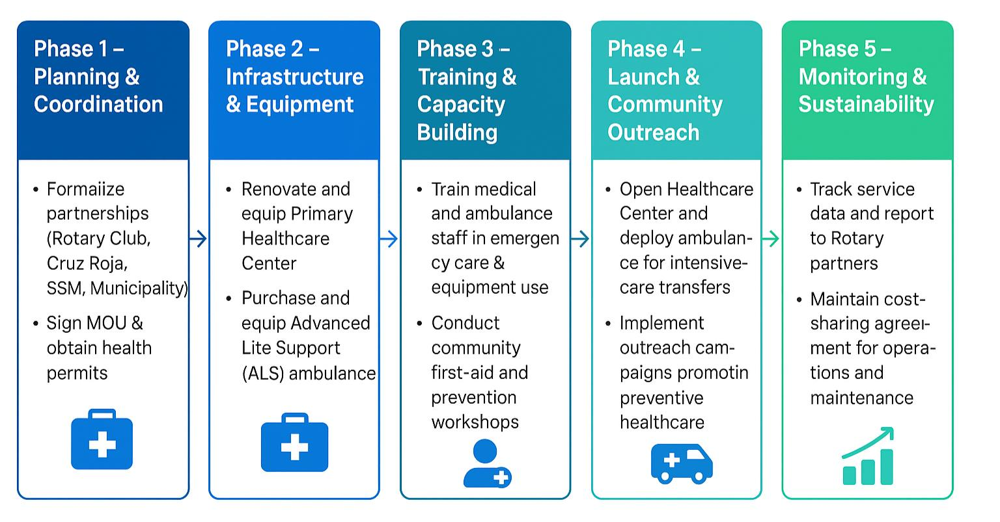 Phase 1 –
Planning &
Coordination
• Formaiize
partnerships
(Rotary Club,
Cruz Roja,
SSM, Municipality)
• Sign MOU &
obtain health
permits
Phase 2 –
Infrastructure
& Equipment
• Renovate and
equip Primary
Healthcare
Center
• Purchase and
equip Advanced
Lite Support
(ALS) ambulance
Phase 3 –
Training &
Capacity
Building
• Train medical
and ambulance
staff in emergen
cy care &
equipment use
• Conduct
community
first-aid and
prevention
workshops
Phase 4 –
Launch &
Community
Outreach
• Open Healthcare
Center and
deploy ambulan-
ce for intensive-
care transfers
• Implement
outreach cam-
paigns promotin
preventive
healthcare
Phase 5 –
Monitoring &
Sustainability
• Track service
data and report
to Rotary
partners
• Maintain cost-
sharing agreeı-
ment for opera-
tions and
maintenance